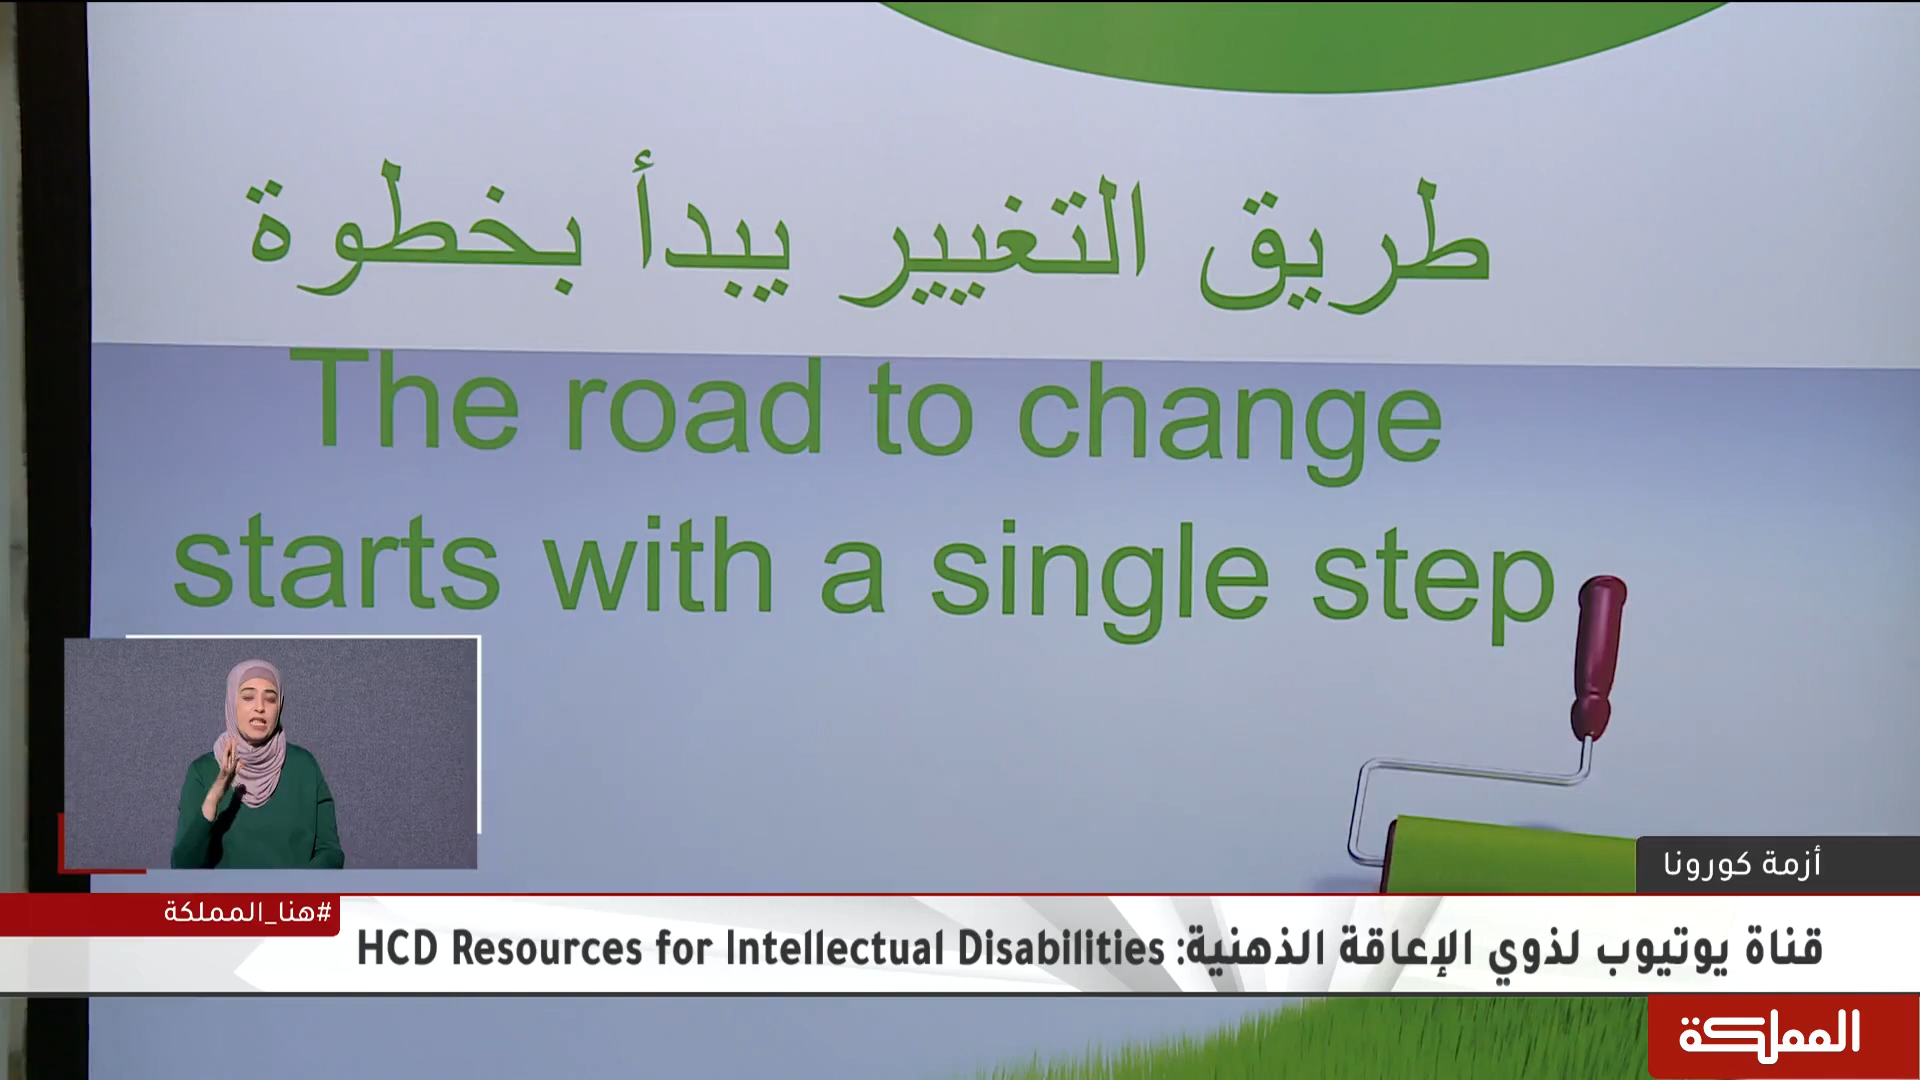 طريق التغيير يبدأ بخطوة
The road to change
starts with a single step
أزمة كورونا
#هنا_المملكة
قناة يوتيوب لذوي الإعاقة الذهنية: HCD Resources for Intellectual Disabilities
المملكة